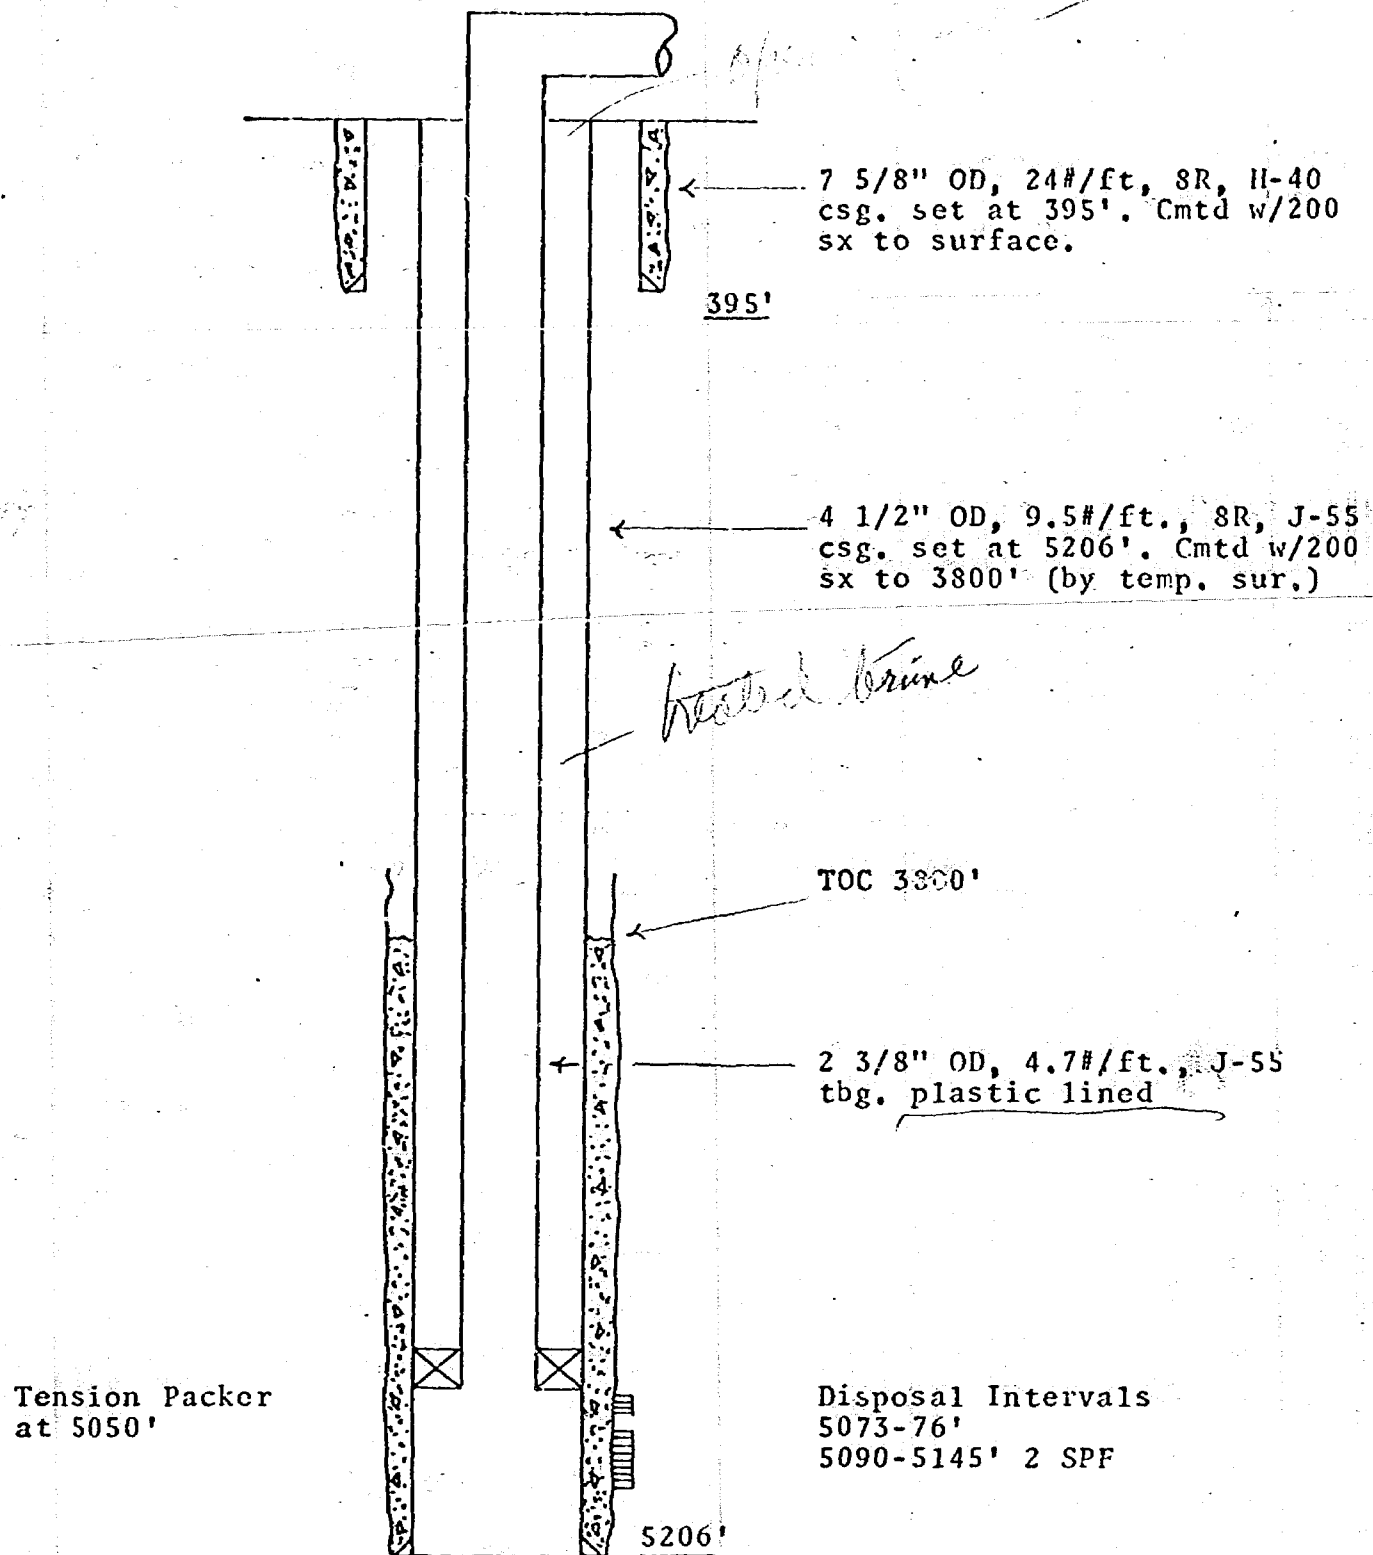 7 5/8" OD, 24#/ft, 8R, H-40
csg. set at 395'. Cmtd w/200
sx to surface.
395'
4 1/2" OD, 9.5#/ft., 8R, J-55
csg. set at 5206'. Cmtd w/200
sx to 3800' (by temp. sur.)
treated brine
TOC 3800'
2 3/8" OD, 4.7#/ft., J-55
tbg. plastic lined
Tension Packer
at 5050'
Disposal Intervals
5073-76'
5090-5145' 2 SPF
5206'